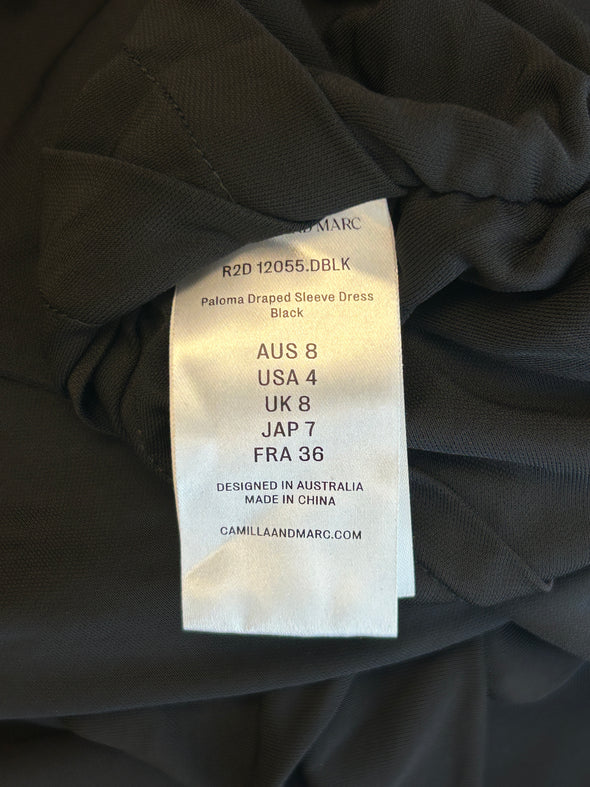 AND MARC
R2D 12055.DBLK
Paloma Draped Sleeve Dress
Black
AUS 8
USA 4
UK 8
JAP 7
FRA 36
DESIGNED IN AUSTRALIA
MADE IN CHINA
CAMILLAANDMARC.COM